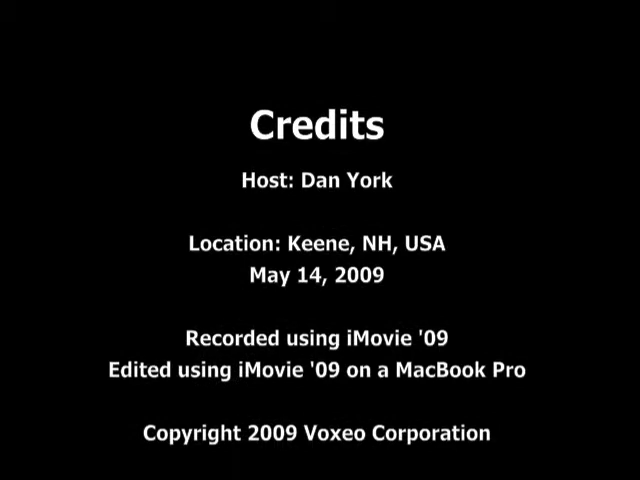 Credits
Host: Dan York
Location: Keene, NH, USA
May 14, 2009
Recorded using iMovie '09
Edited using iMovie '09 on a MacBook Pro
Copyright 2009 Voxeo Corporation